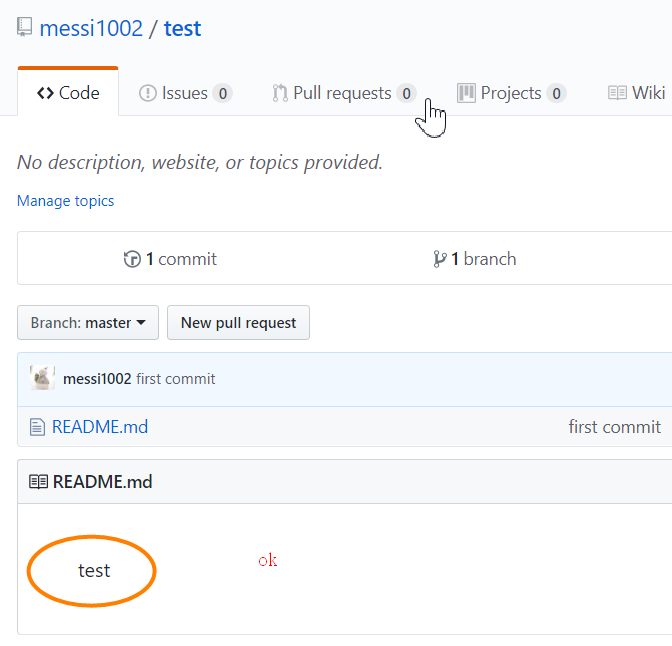 messi1002 / test
Code Issues 0 Pull requests 0 Projects 0 Wiki
No description, website, or topics provided.
Manage topics
1 commit 1 branch
Branch: master New pull request
messi1002 first commit
README.md first commit
README.md
test ok